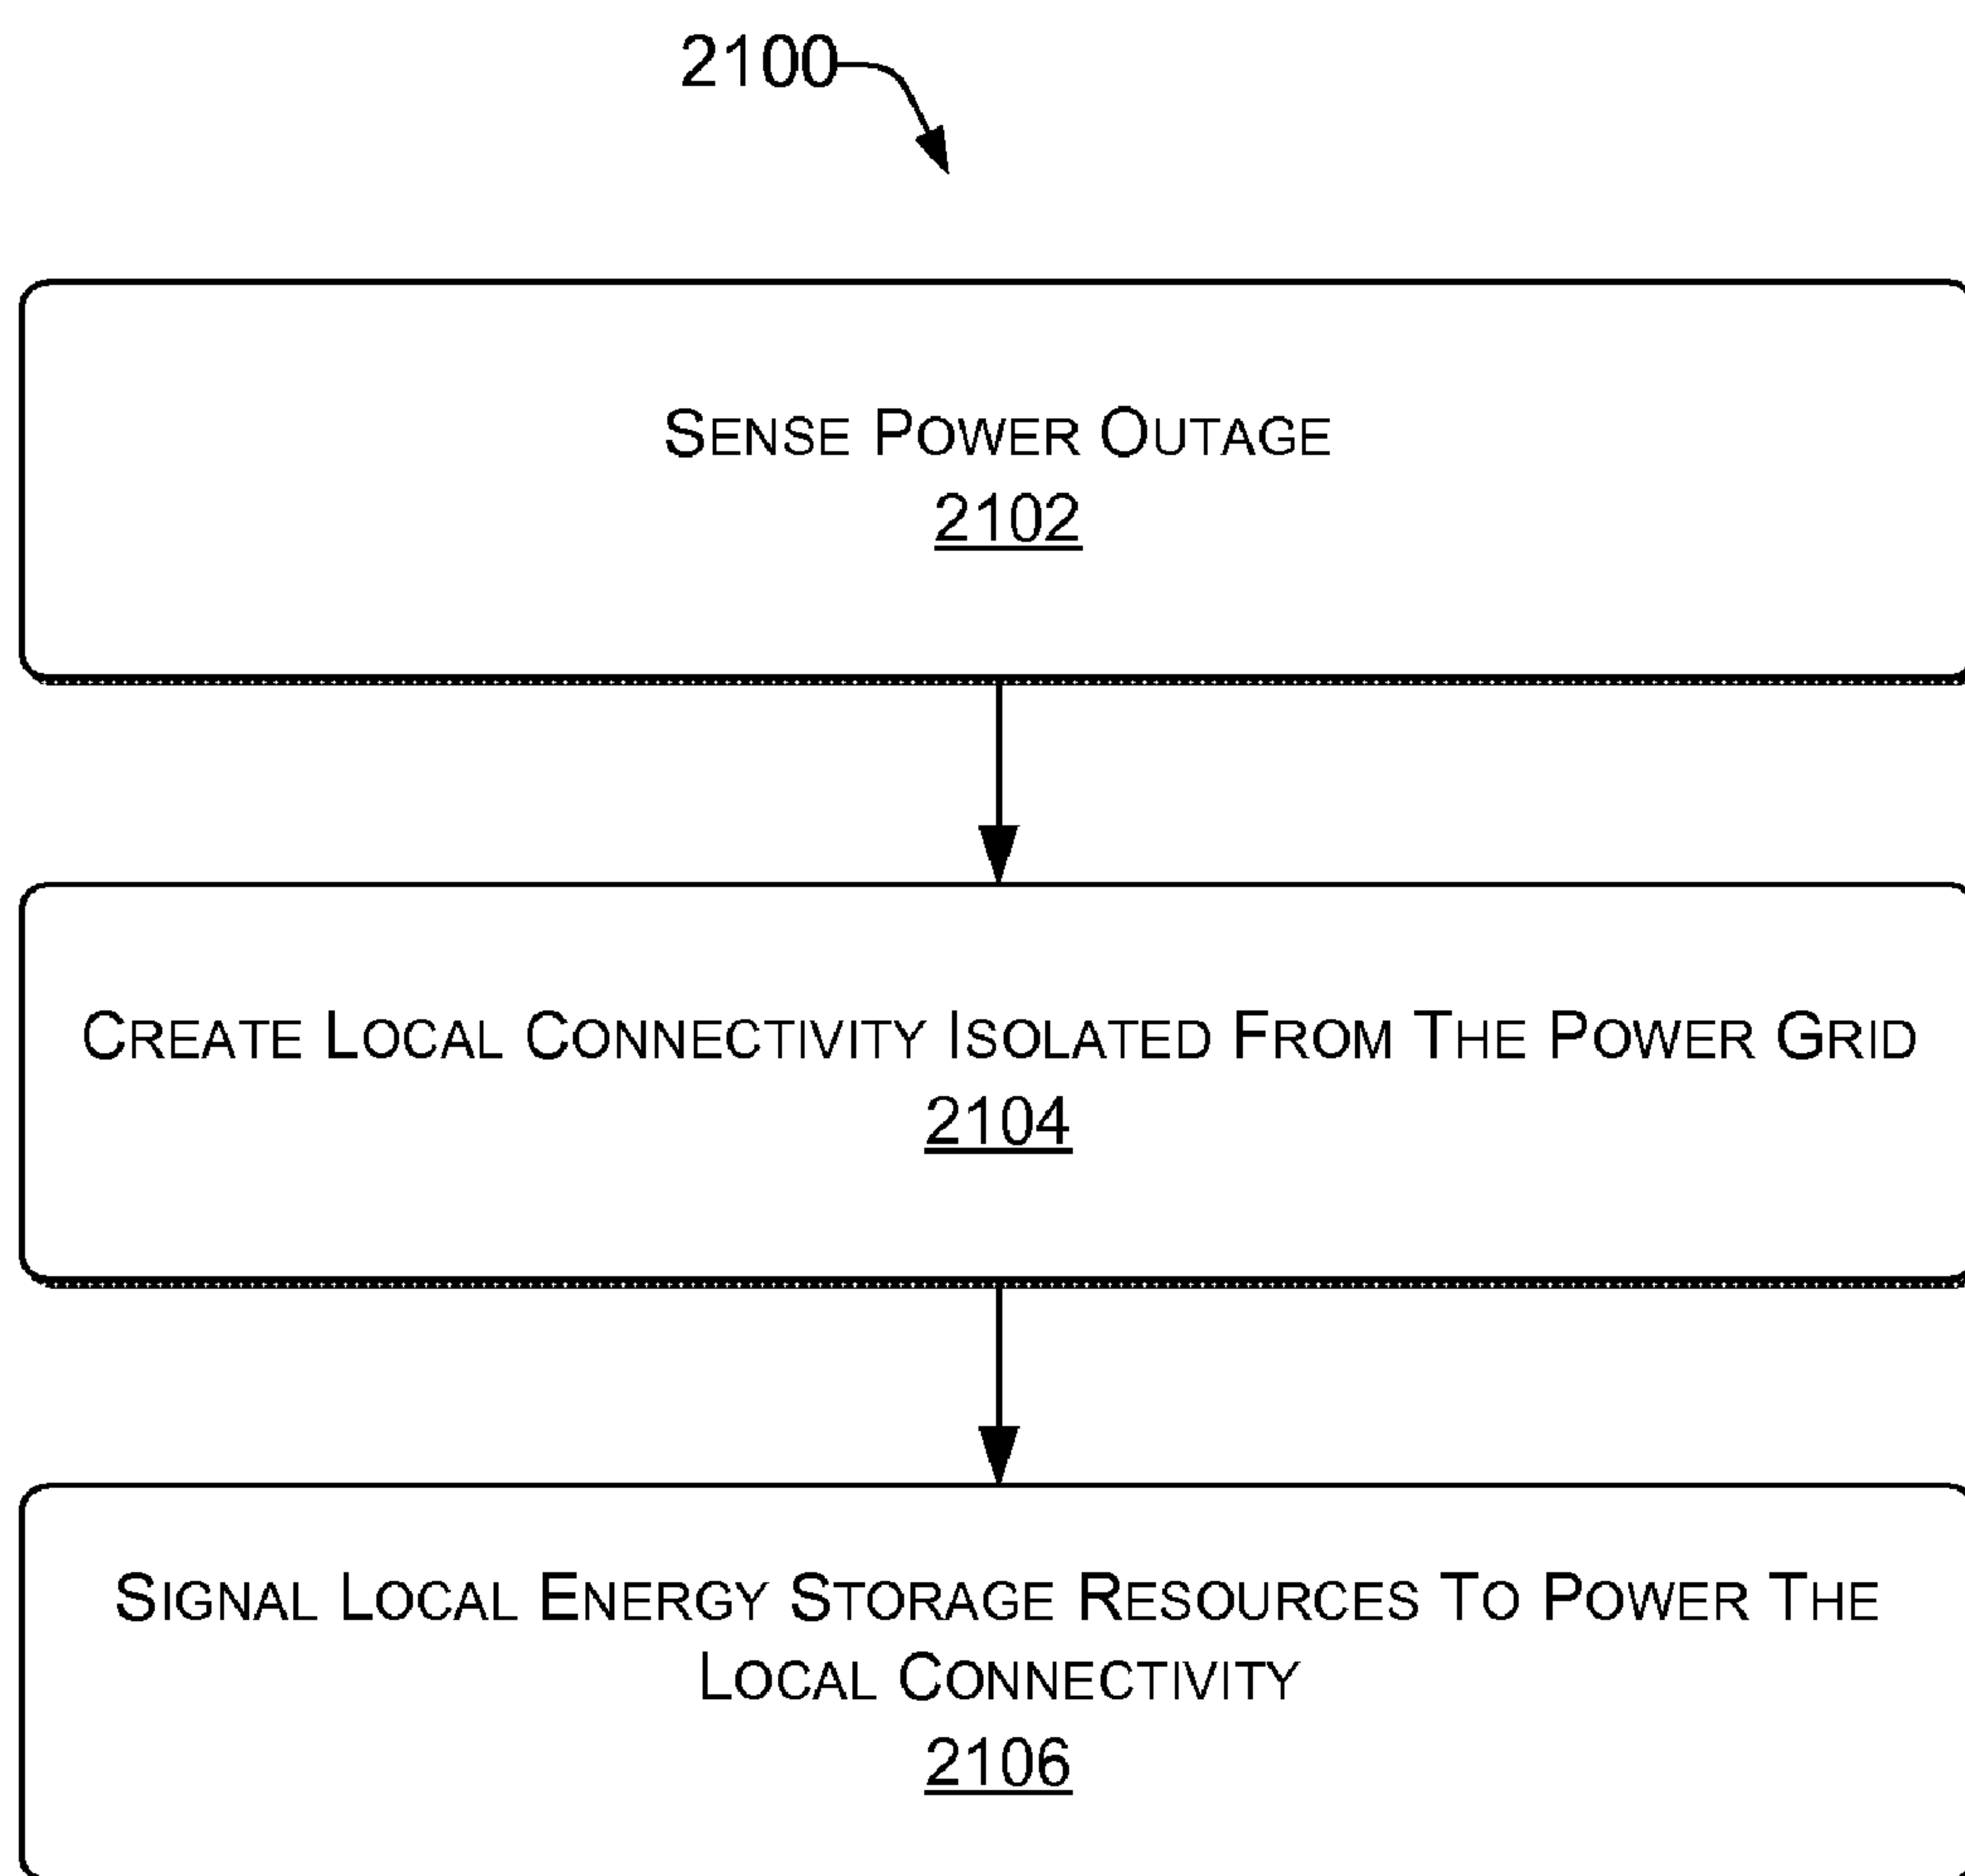 2100
SENSE POWER OUTAGE
2102
CREATE LOCAL CONNECTIVITY ISOLATED FROM THE POWER GRID
2104
SIGNAL LOCAL ENERGY STORAGE RESOURCES TO POWER THE
LOCAL CONNECTIVITY
2106